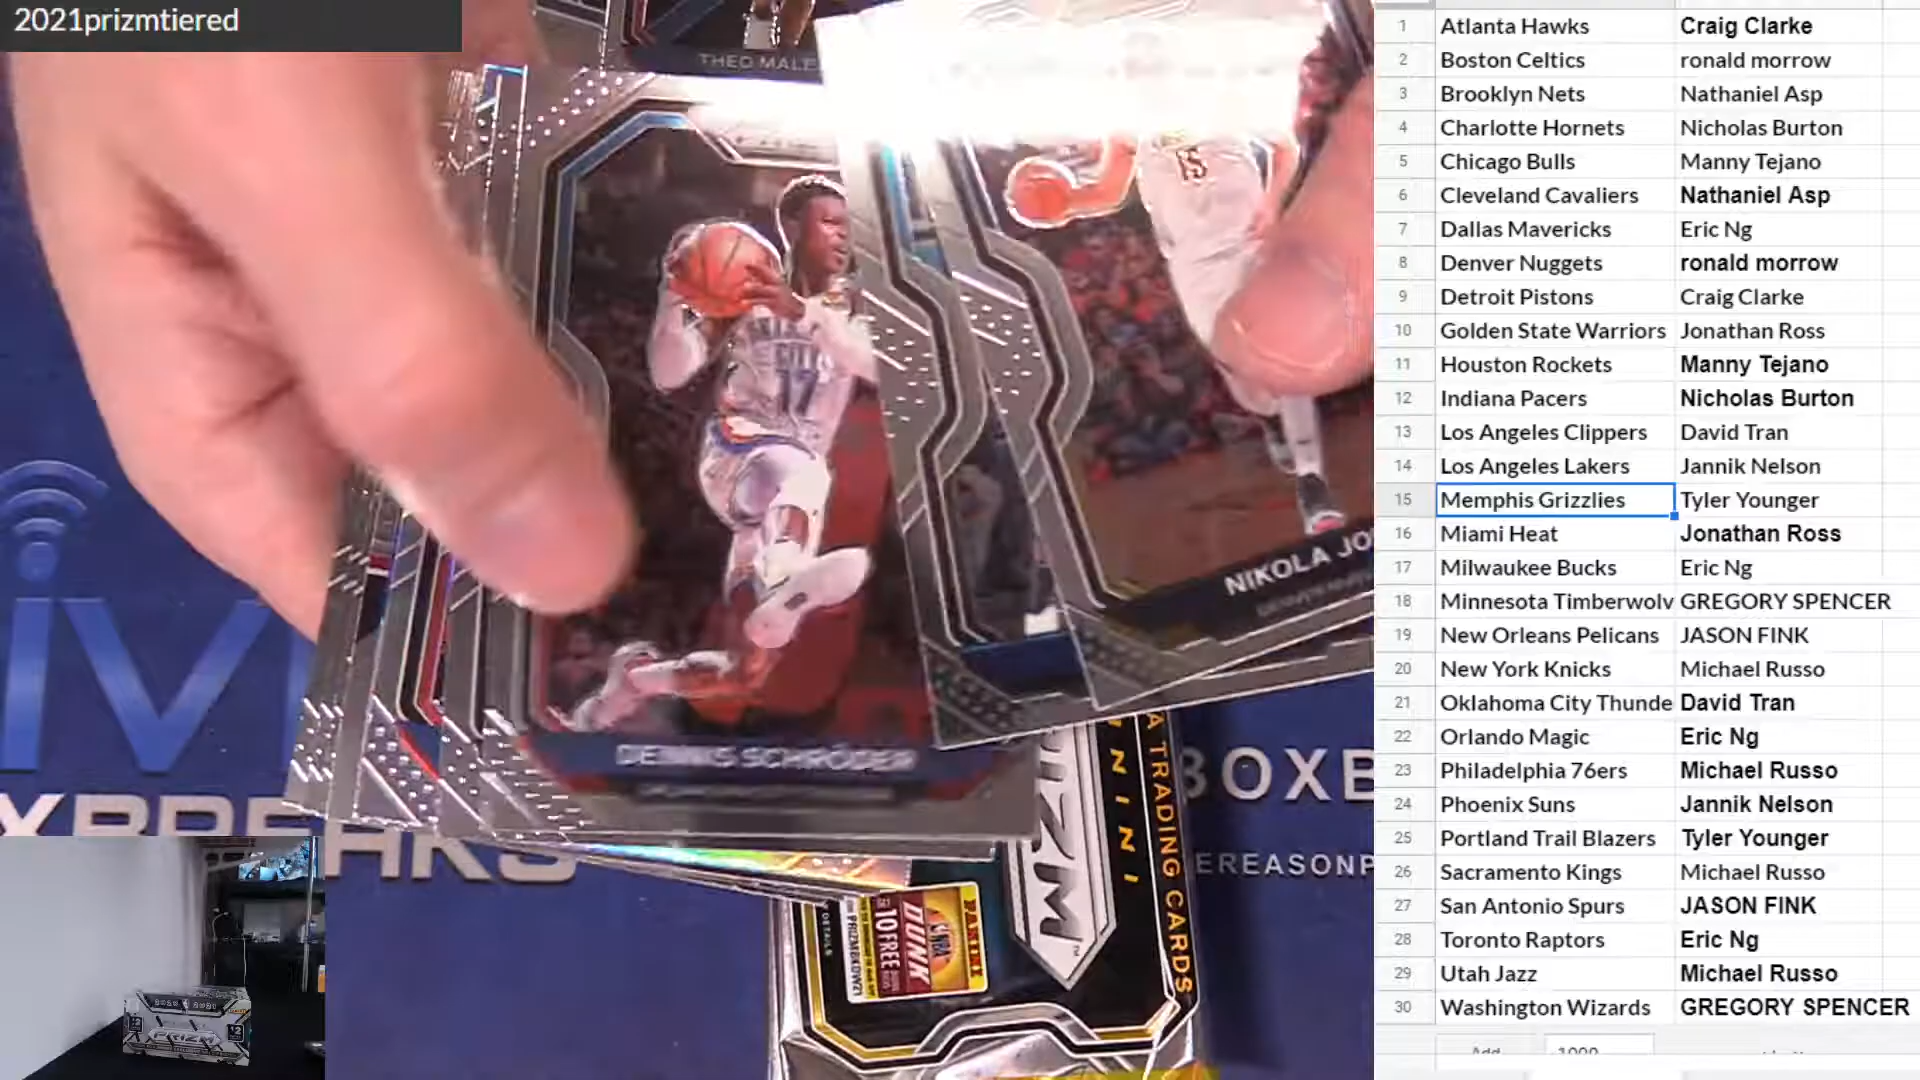 2021prizmtiered
THEO MALE
NIKOLA JO
DENNIS SCHRÖDER
17
BOXB
EREASONP
XBREAKS
A TRADING CARDS
PANINI
NBA
DUNK
10 FREE
PRIZM
1 Atlanta Hawks Craig Clarke
2 Boston Celtics ronald morrow
3 Brooklyn Nets Nathaniel Asp
4 Charlotte Hornets Nicholas Burton
5 Chicago Bulls Manny Tejano
6 Cleveland Cavaliers Nathaniel Asp
7 Dallas Mavericks Eric Ng
8 Denver Nuggets ronald morrow
9 Detroit Pistons Craig Clarke
10 Golden State Warriors Jonathan Ross
11 Houston Rockets Manny Tejano
12 Indiana Pacers Nicholas Burton
13 Los Angeles Clippers David Tran
14 Los Angeles Lakers Jannik Nelson
15 Memphis Grizzlies Tyler Younger
16 Miami Heat Jonathan Ross
17 Milwaukee Bucks Eric Ng
18 Minnesota Timberwolv GREGORY SPENCER
19 New Orleans Pelicans JASON FINK
20 New York Knicks Michael Russo
21 Oklahoma City Thunde David Tran
22 Orlando Magic Eric Ng
23 Philadelphia 76ers Michael Russo
24 Phoenix Suns Jannik Nelson
25 Portland Trail Blazers Tyler Younger
26 Sacramento Kings Michael Russo
27 San Antonio Spurs JASON FINK
28 Toronto Raptors Eric Ng
29 Utah Jazz Michael Russo
30 Washington Wizards GREGORY SPENCER
Add 1000